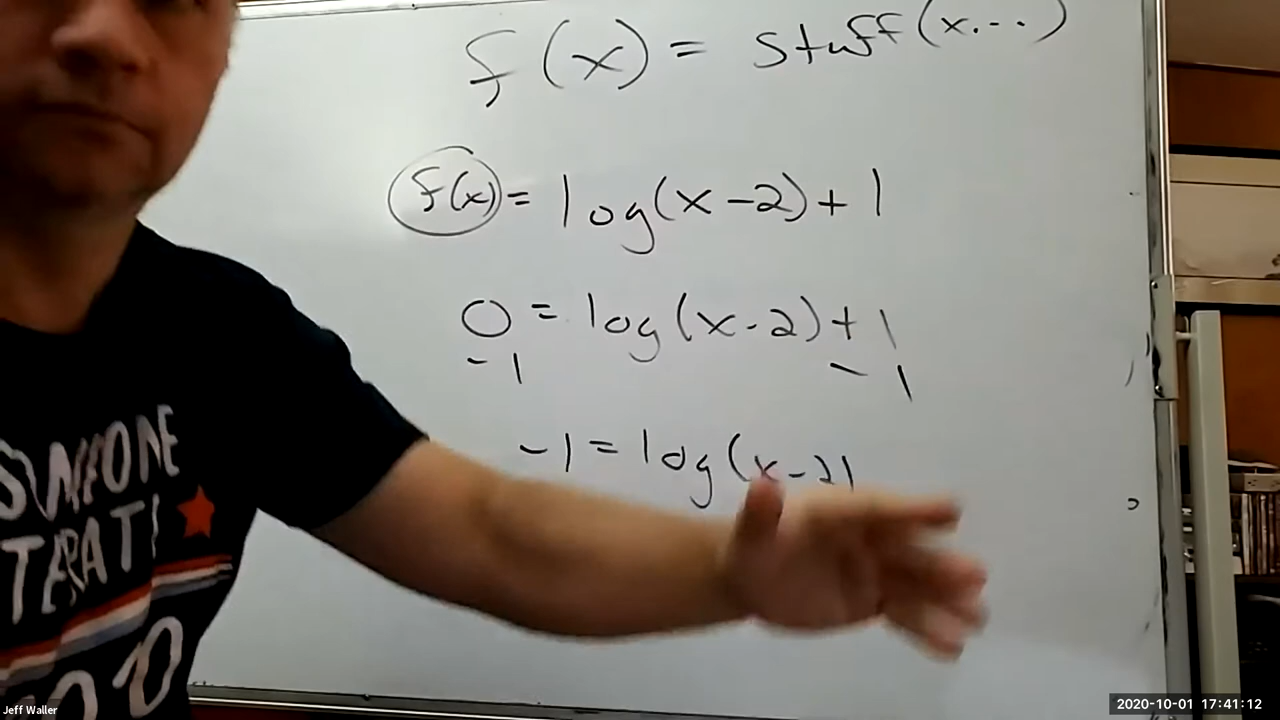 f(x) = stuff(x...)
f(x) = log(x-2)+1
0 = log(x-2)+1
-1 -1
-1 = log(x-2)
SOMEONE
Jeff Waller
2020-10-01 17:41:12